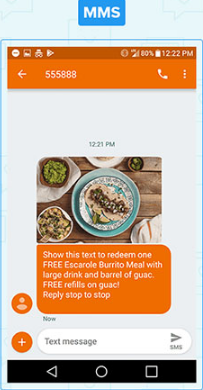 MMS
80% 12:22 PM
555888
12:21 PM
Show this text to redeem one
FREE Escarole Burrito Meal with
large drink and barrel of guac.
FREE refills on guac!
Reply stop to stop
Now
Text message
SMS